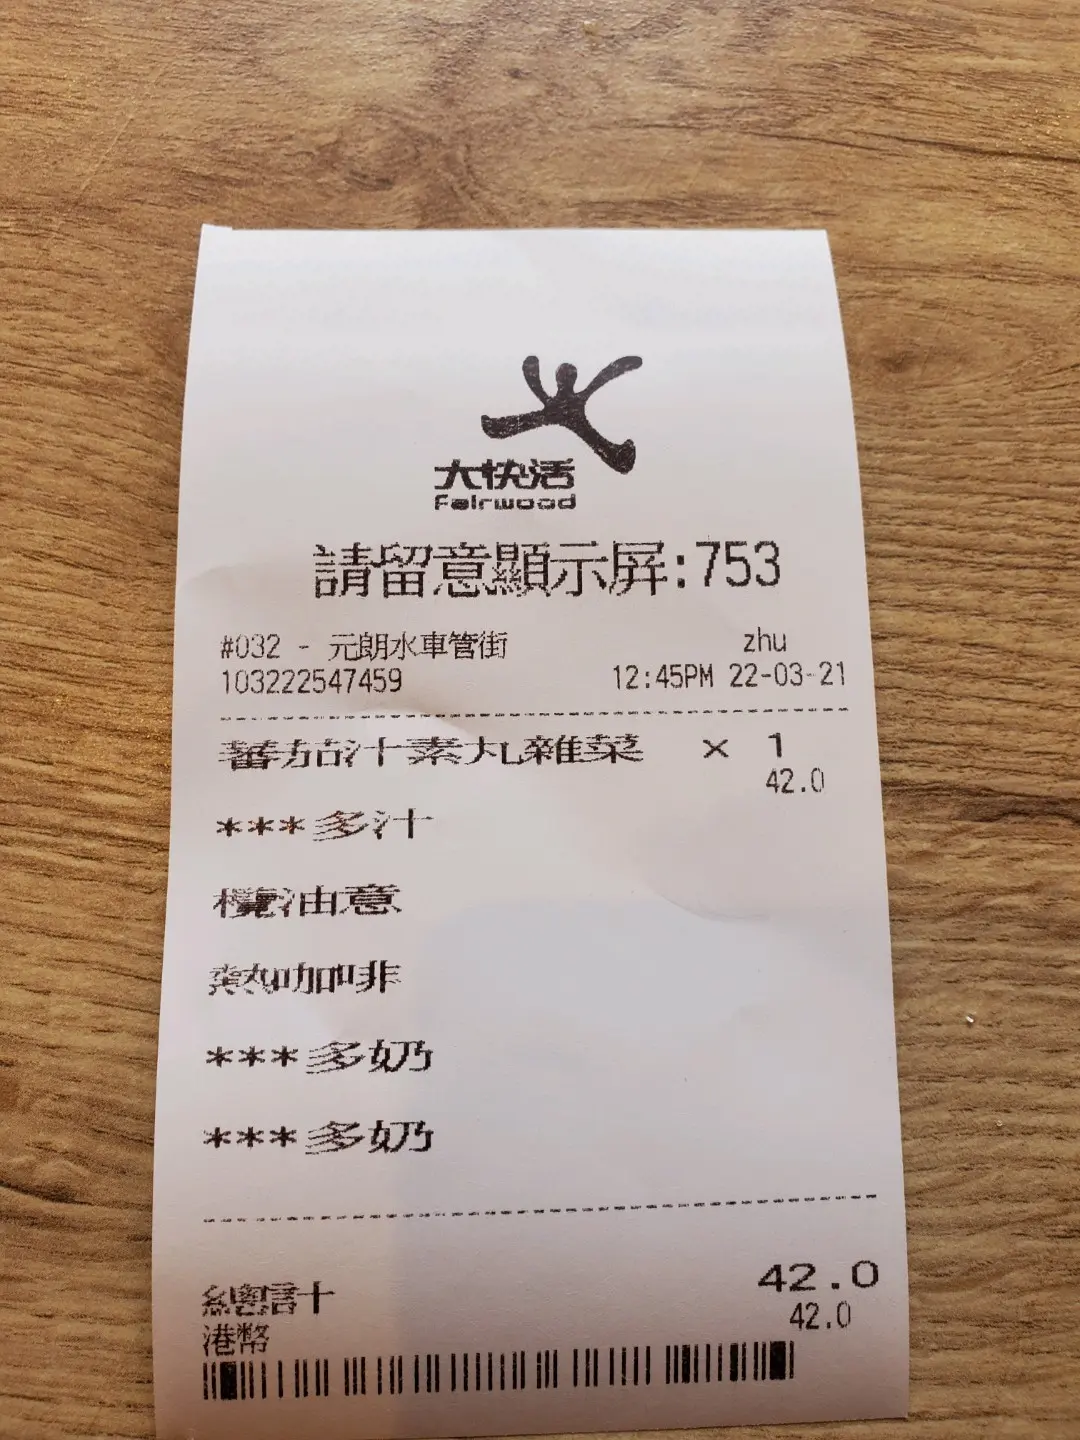 大快活
Fairwood
請留意顯示屏:753
#032 - 元朗水車管街 zhu
103222547459 12:45PM 22-03-21
蕃茄汁素丸雜菜 × 1
42.0
***多汁
欖油意
熱咖啡
***多奶
***多奶
總計 42.0
港幣 42.0